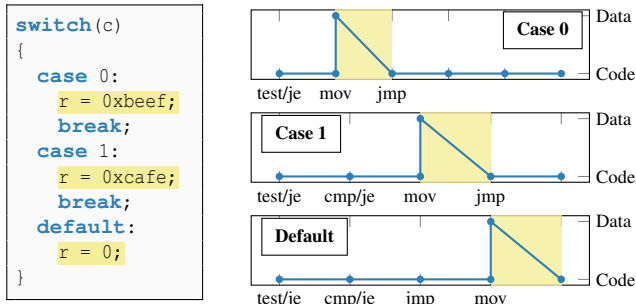 switch(c)
{
case 0:
r = 0xbeef;
break;
case 1:
r = 0xcafe;
break;
default:
r = 0;
}
Case 0
Data
Code
test/je mov jmp
Case 1
Data
Code
test/je cmp/je mov jmp
Default
Data
Code
test/je cmp/je jmp mov